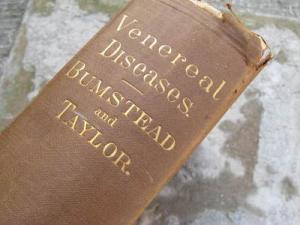 Venereal
Diseases.
BUMSTEAD
and
TAYLOR.